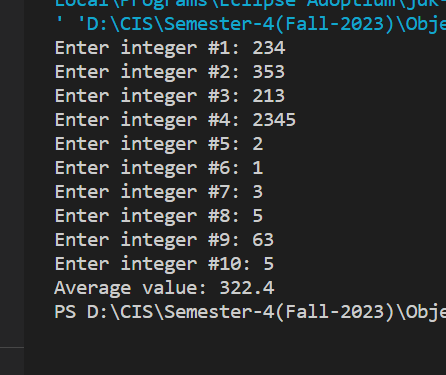 Local\Programs\Eclipse Adoptium\jdk-
' 'D:\CIS\Semester-4(Fall-2023)\Obje
Enter integer #1: 234
Enter integer #2: 353
Enter integer #3: 213
Enter integer #4: 2345
Enter integer #5: 2
Enter integer #6: 1
Enter integer #7: 3
Enter integer #8: 5
Enter integer #9: 63
Enter integer #10: 5
Average value: 322.4
PS D:\CIS\Semester-4(Fall-2023)\Obje